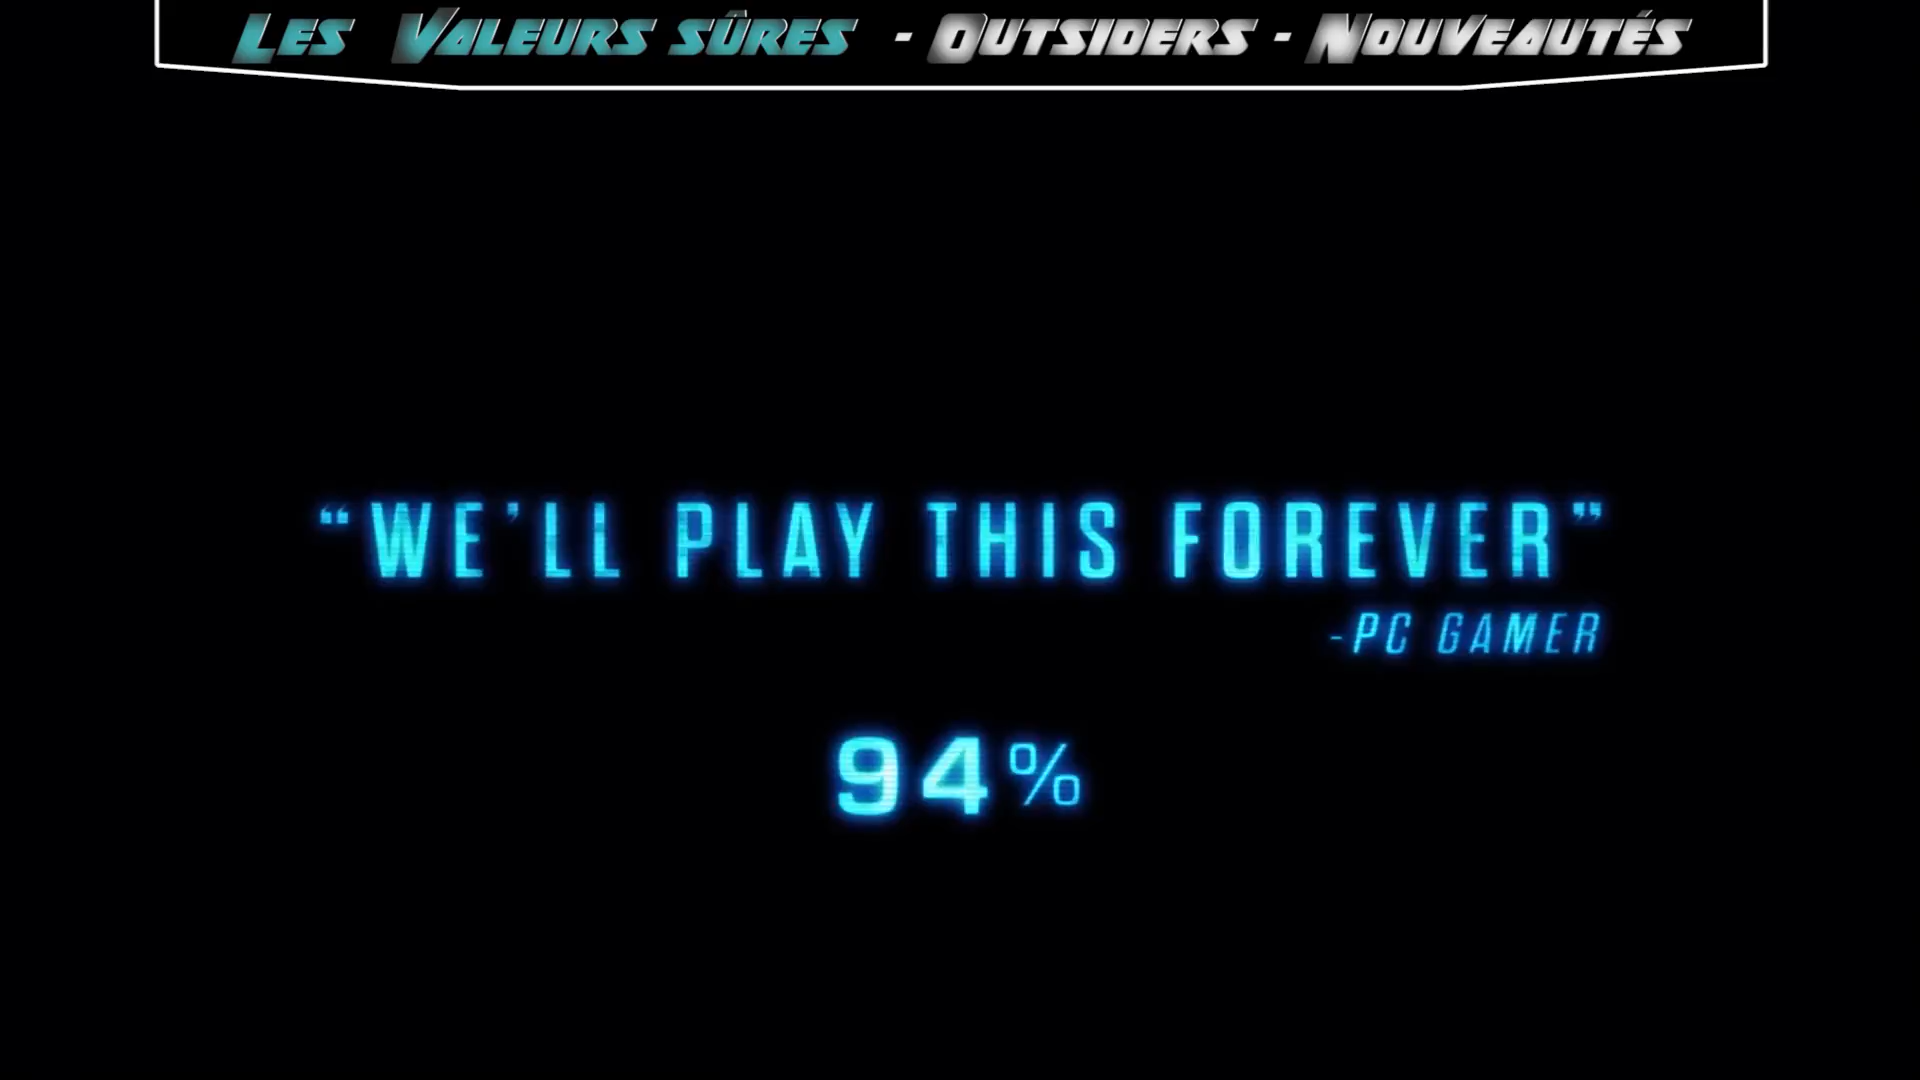 Les Valeurs sûres - Outsiders - Nouveautés
“WE’LL PLAY THIS FOREVER”
-PC GAMER
94%